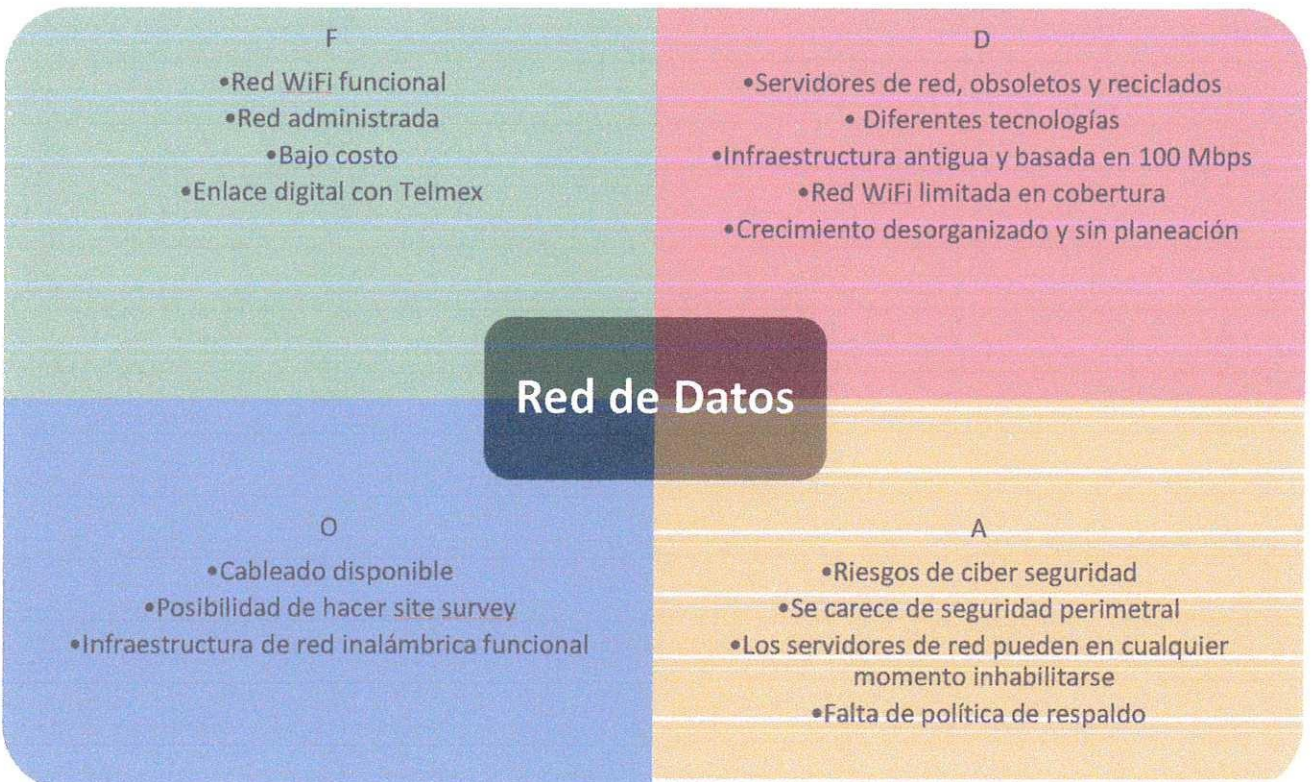 F
•Red WiFi funcional
•Red administrada
•Bajo costo
•Enlace digital con Telmex
D
•Servidores de red, obsoletos y reciclados
• Diferentes tecnologías
•Infraestructura antigua y basada en 100 Mbps
•Red WiFi limitada en cobertura
•Crecimiento desorganizado y sin planeación
Red de Datos
O
•Cableado disponible
•Posibilidad de hacer site survey
•Infraestructura de red inalámbrica funcional
A
•Riesgos de ciber seguridad
•Se carece de seguridad perimetral
•Los servidores de red pueden en cualquier
momento inhabilitarse
•Falta de política de respaldo